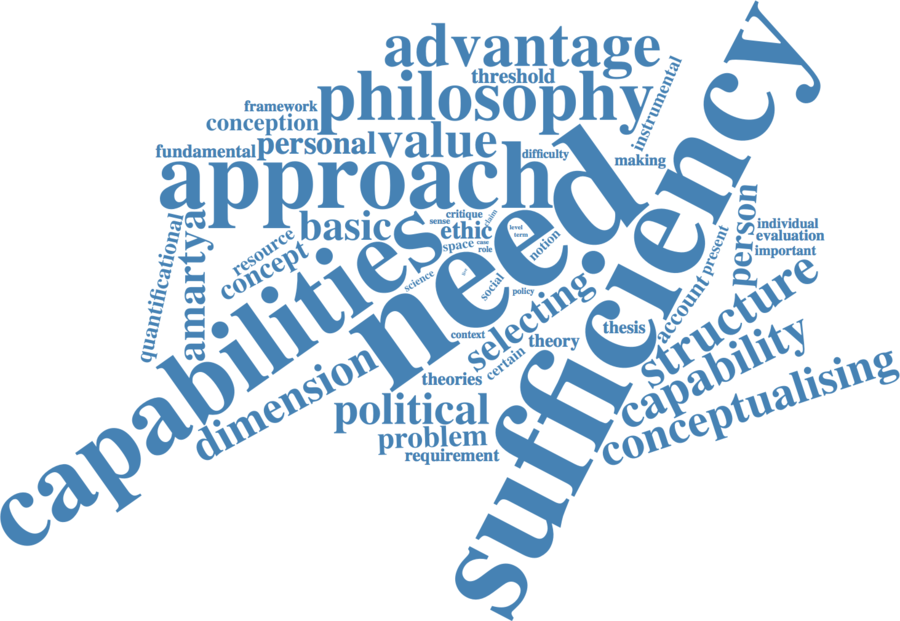 advantage
threshold
philosophy
instrumental
framework
conception
personal
value
fundamental
difficulty
making
approach
need
sufficiency
capabilities
basic
critique
sense
claim
ethic
level
term
space
case
role
notion
resource
concept
quantificational
amartya
science
social
policy
person
individual
evaluation
important
present
account
selecting
context
theory
thesis
structure
certain
theories
dimension
capability
political
conceptualising
problem
requirement